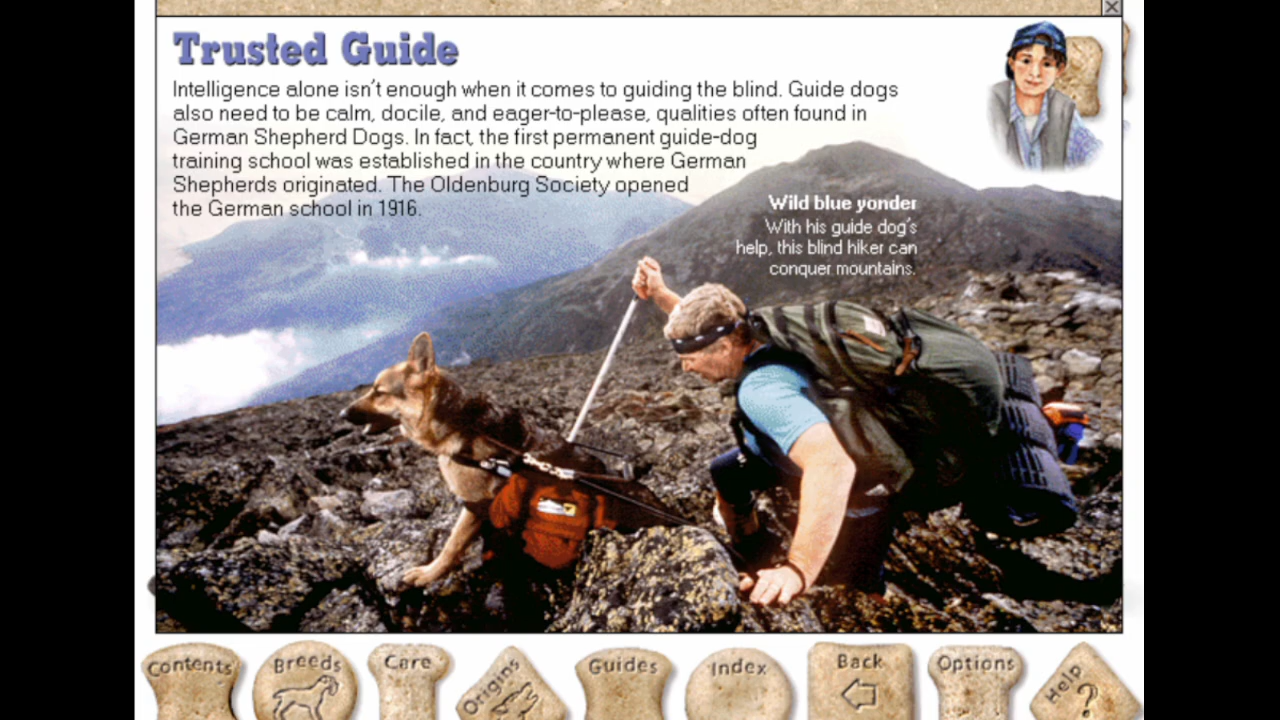 Trusted Guide
Intelligence alone isn't enough when it comes to guiding the blind. Guide dogs
also need to be calm, docile, and eager-to-please, qualities often found in
German Shepherd Dogs. In fact, the first permanent guide-dog
training school was established in the country where German
Shepherds originated. The Oldenburg Society opened
the German school in 1916.
Wild blue yonder
With his guide dog's
help, this blind hiker can
conquer mountains.
Contents
Breeds
Care
Origins
Guides
Index
Back
Options
Help
?